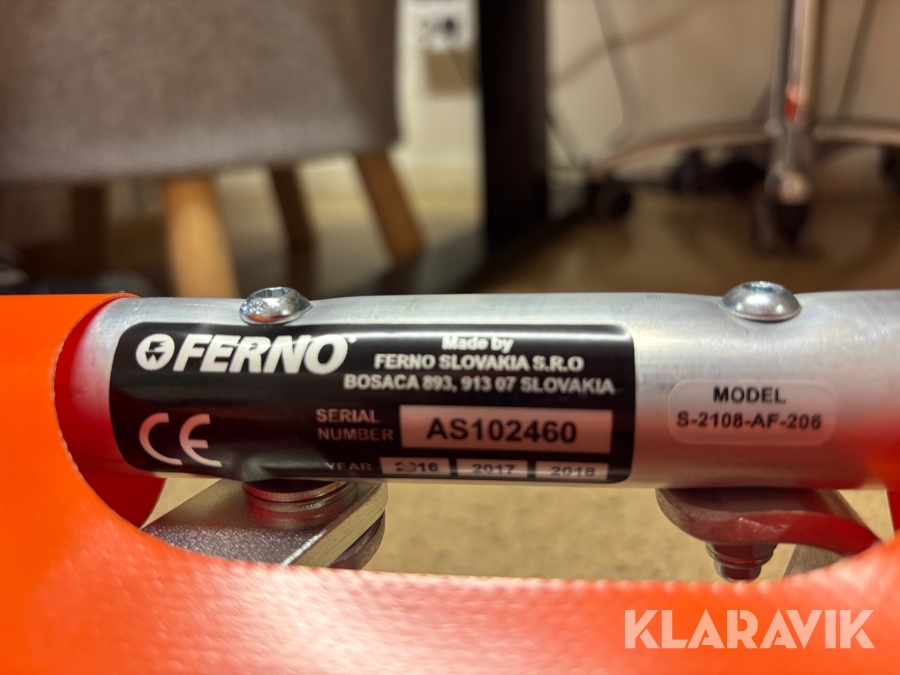 FERNO
Made by
FERNO SLOVAKIA S.R.O
BOSACA 893, 913 07 SLOVAKIA
CE
SERIAL
NUMBER
AS102460
YEAR 2016 2017 2018
MODEL
S-2108-AF-206
KLARAVIK